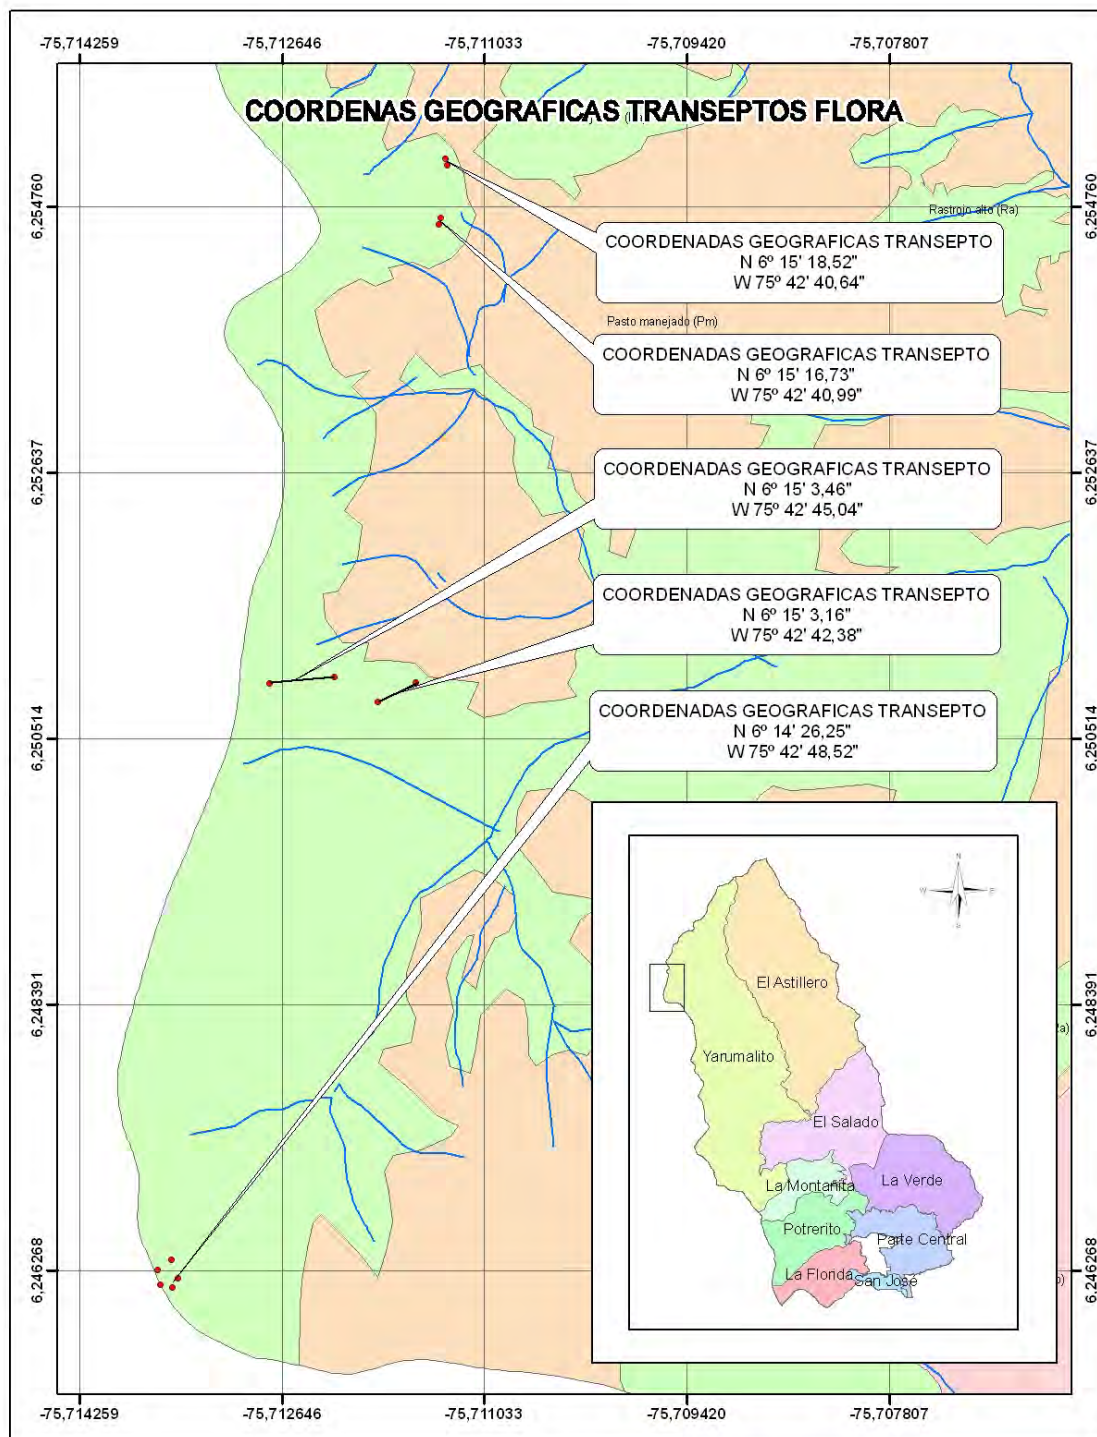 -75,714259 -75,712646 -75,711033 -75,709420 -75,707807
COORDENAS GEOGRAFICAS TRANSEPTOS FLORA
6,254760 6,254760
Rastrojo alto (Ra)
COORDENADAS GEOGRAFICAS TRANSEPTO
N 6º 15' 18,52"
W 75º 42' 40,64"
Pasto manejado (Pm)
COORDENADAS GEOGRAFICAS TRANSEPTO
N 6º 15' 16,73"
W 75º 42' 40,99"
6,252637 6,252637
COORDENADAS GEOGRAFICAS TRANSEPTO
N 6º 15' 3,46"
W 75º 42' 45,04"
COORDENADAS GEOGRAFICAS TRANSEPTO
N 6º 15' 3,16"
W 75º 42' 42,38"
6,250514 6,250514
COORDENADAS GEOGRAFICAS TRANSEPTO
N 6º 14' 26,25"
W 75º 42' 48,52"
N
W E
S
El Astillero
6,248391 6,248391
Yarumalito
El Salado
La Verde
La Montañita
Potrerito
Parte Central
La Florida
San José
6,246268 6,246268
-75,714259 -75,712646 -75,711033 -75,709420 -75,707807